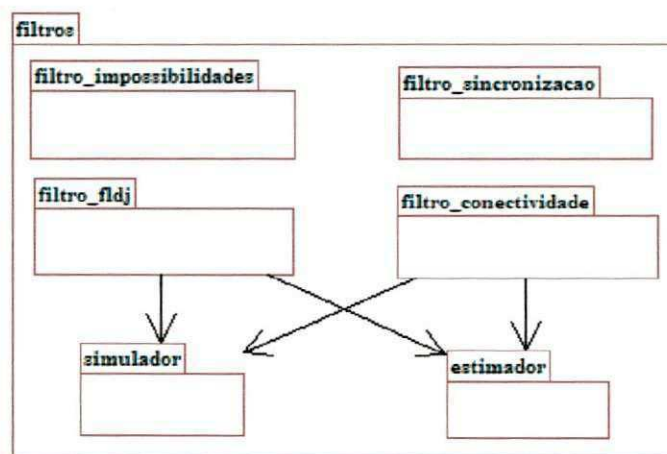 filtros
filtro_impossibilidades
filtro_sincronizacao
filtro_fldj
filtro_conectividade
simulador
estimador